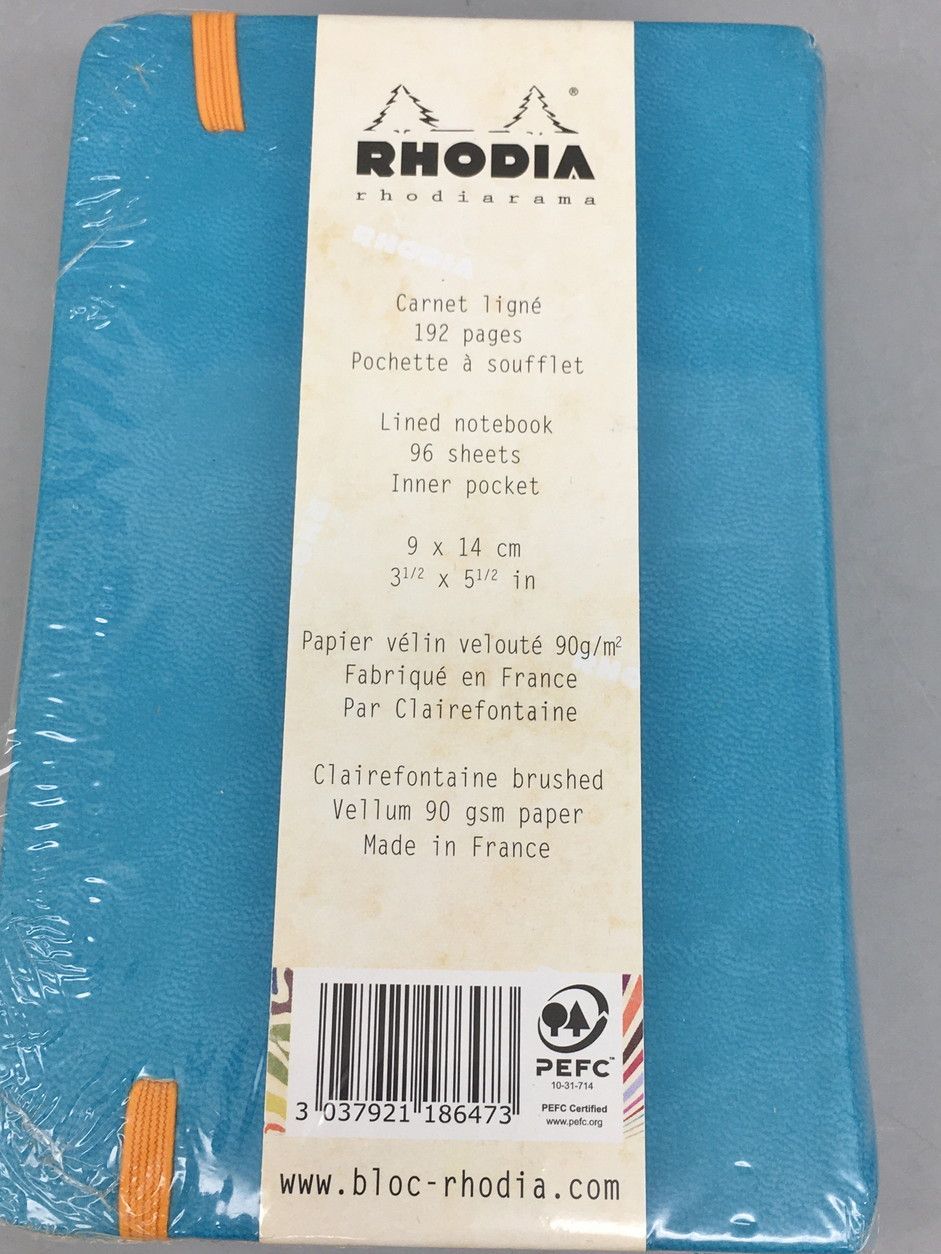 RHODIA
rhodiarama
RHODIA
Carnet ligné
192 pages
Pochette à soufflet
Lined notebook
96 sheets
Inner pocket
9 x 14 cm
3 1/2 x 5 1/2 in
Papier vélin velouté 90g/m²
Fabriqué en France
Par Clairefontaine
Clairefontaine brushed
Vellum 90 gsm paper
Made in France
PEFC™
10-31-714
PEFC Certified
www.pefc.org
3 037921 186473
www.bloc-rhodia.com